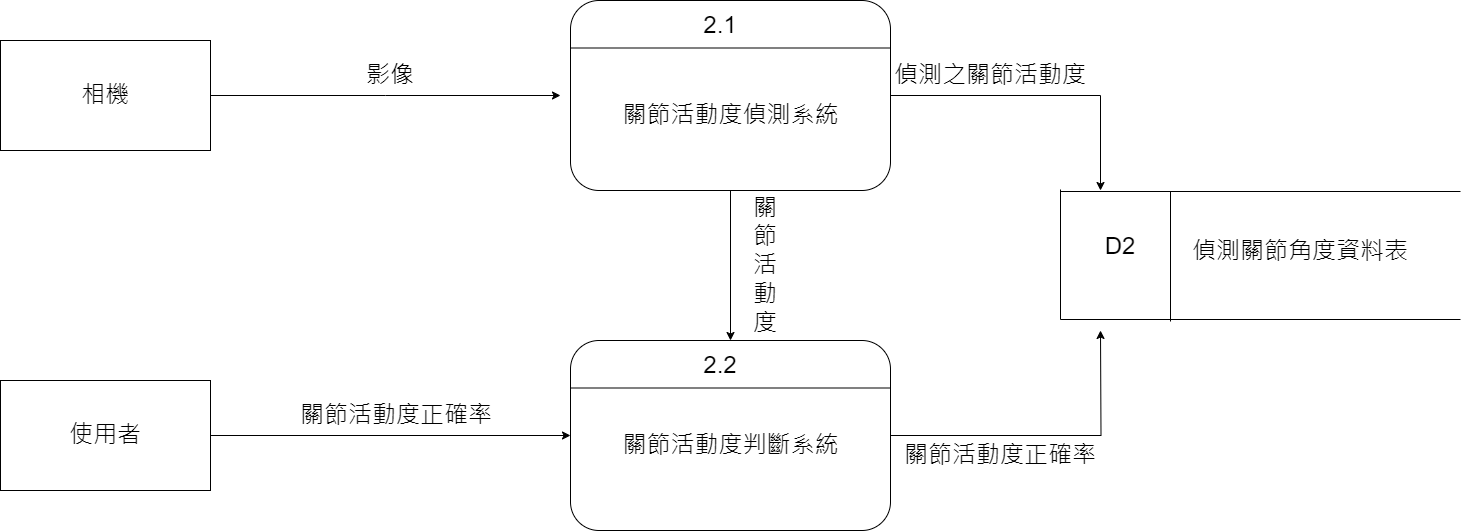 2.1
相機
影像
關節活動度偵測系統
偵測之關節活動度
關節活動度
D2
偵測關節角度資料表
2.2
使用者
關節活動度正確率
關節活動度判斷系統
關節活動度正確率